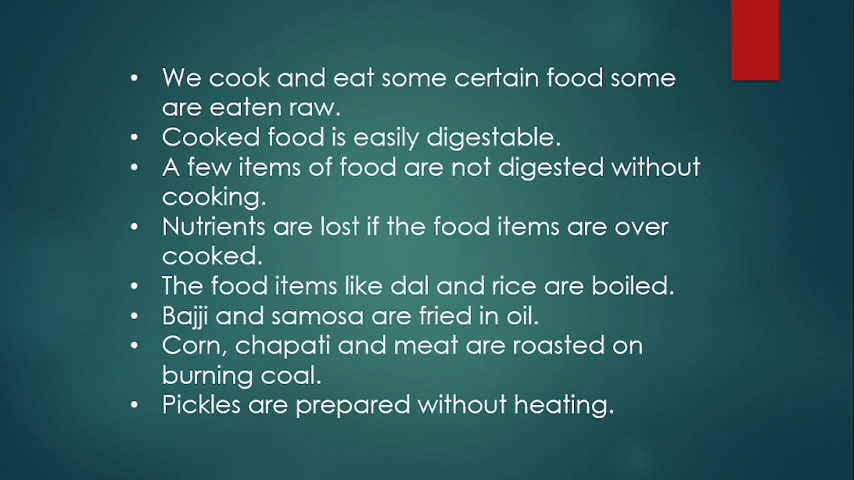 • We cook and eat some certain food some
are eaten raw.
• Cooked food is easily digestable.
• A few items of food are not digested without
cooking.
• Nutrients are lost if the food items are over
cooked.
• The food items like dal and rice are boiled.
• Bajji and samosa are fried in oil.
• Corn, chapati and meat are roasted on
burning coal.
• Pickles are prepared without heating.